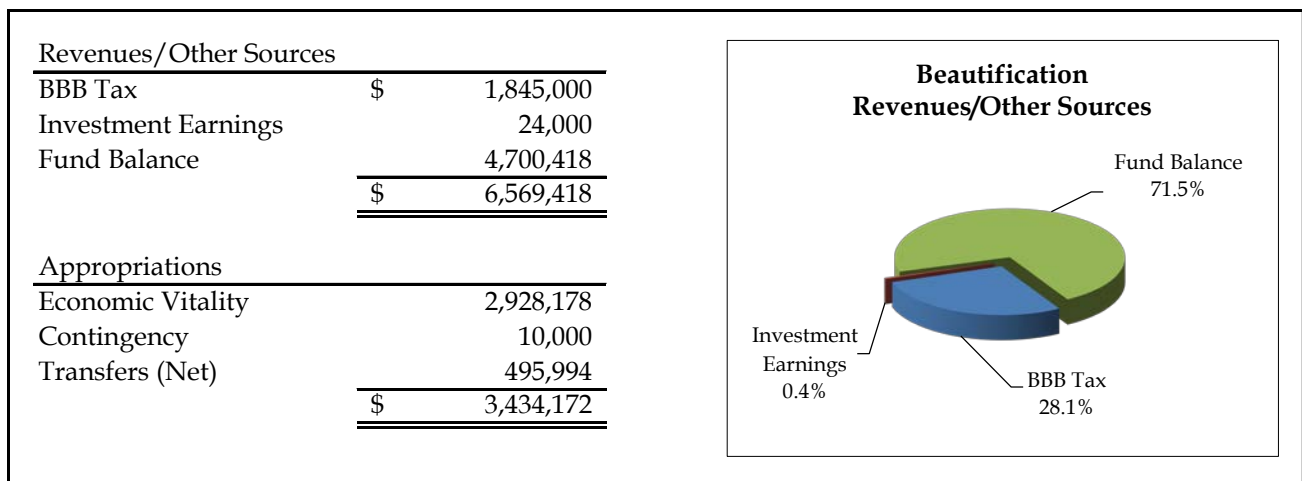 Revenues/Other Sources
BBB Tax $ 1,845,000
Investment Earnings 24,000
Fund Balance 4,700,418
$ 6,569,418
Appropriations
Economic Vitality 2,928,178
Contingency 10,000
Transfers (Net) 495,994
$ 3,434,172
Beautification
Revenues/Other Sources
Fund Balance
71.5%
Investment
Earnings
0.4%
BBB Tax
28.1%